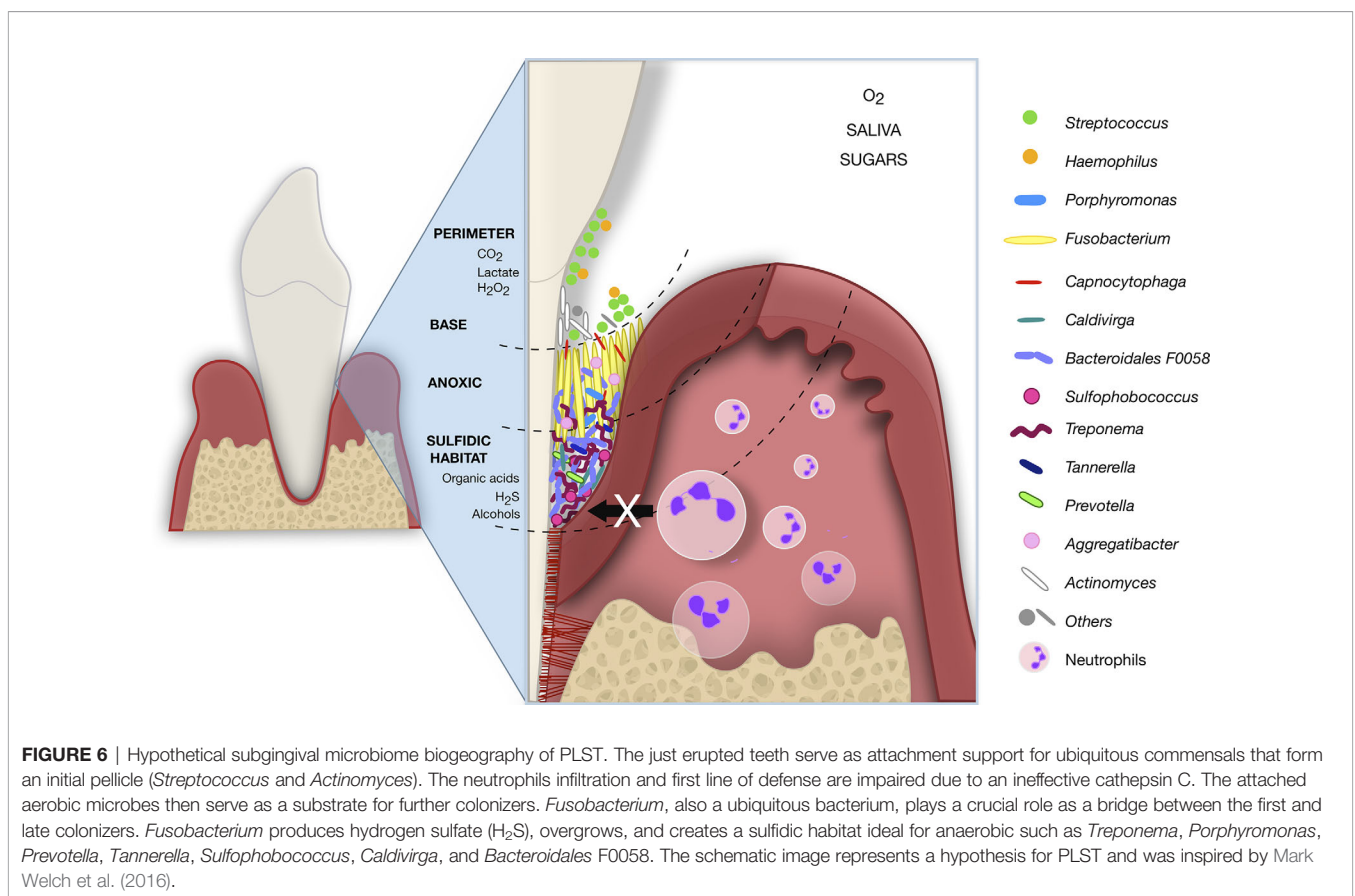 O2
SALIVA
SUGARS
PERIMETER
CO2
Lactate
H2O2
BASE
ANOXIC
SULFIDIC
HABITAT
Organic acids
H2S
Alcohols
X
Streptococcus
Haemophilus
Porphyromonas
Fusobacterium
Capnocytophaga
Caldivirga
Bacteroidales F0058
Sulfophobococcus
Treponema
Tannerella
Prevotella
Aggregatibacter
Actinomyces
Others
Neutrophils
FIGURE 6 | Hypothetical subgingival microbiome biogeography of PLST. The just erupted teeth serve as attachment support for ubiquitous commensals that form
an initial pellicle (Streptococcus and Actinomyces). The neutrophils infiltration and first line of defense are impaired due to an ineffective cathepsin C. The attached
aerobic microbes then serve as a substrate for further colonizers. Fusobacterium, also a ubiquitous bacterium, plays a crucial role as a bridge between the first and
late colonizers. Fusobacterium produces hydrogen sulfate (H2S), overgrows, and creates a sulfidic habitat ideal for anaerobic such as Treponema, Porphyromonas,
Prevotella, Tannerella, Sulfophobococcus, Caldivirga, and Bacteroidales F0058. The schematic image represents a hypothesis for PLST and was inspired by Mark
Welch et al. (2016).